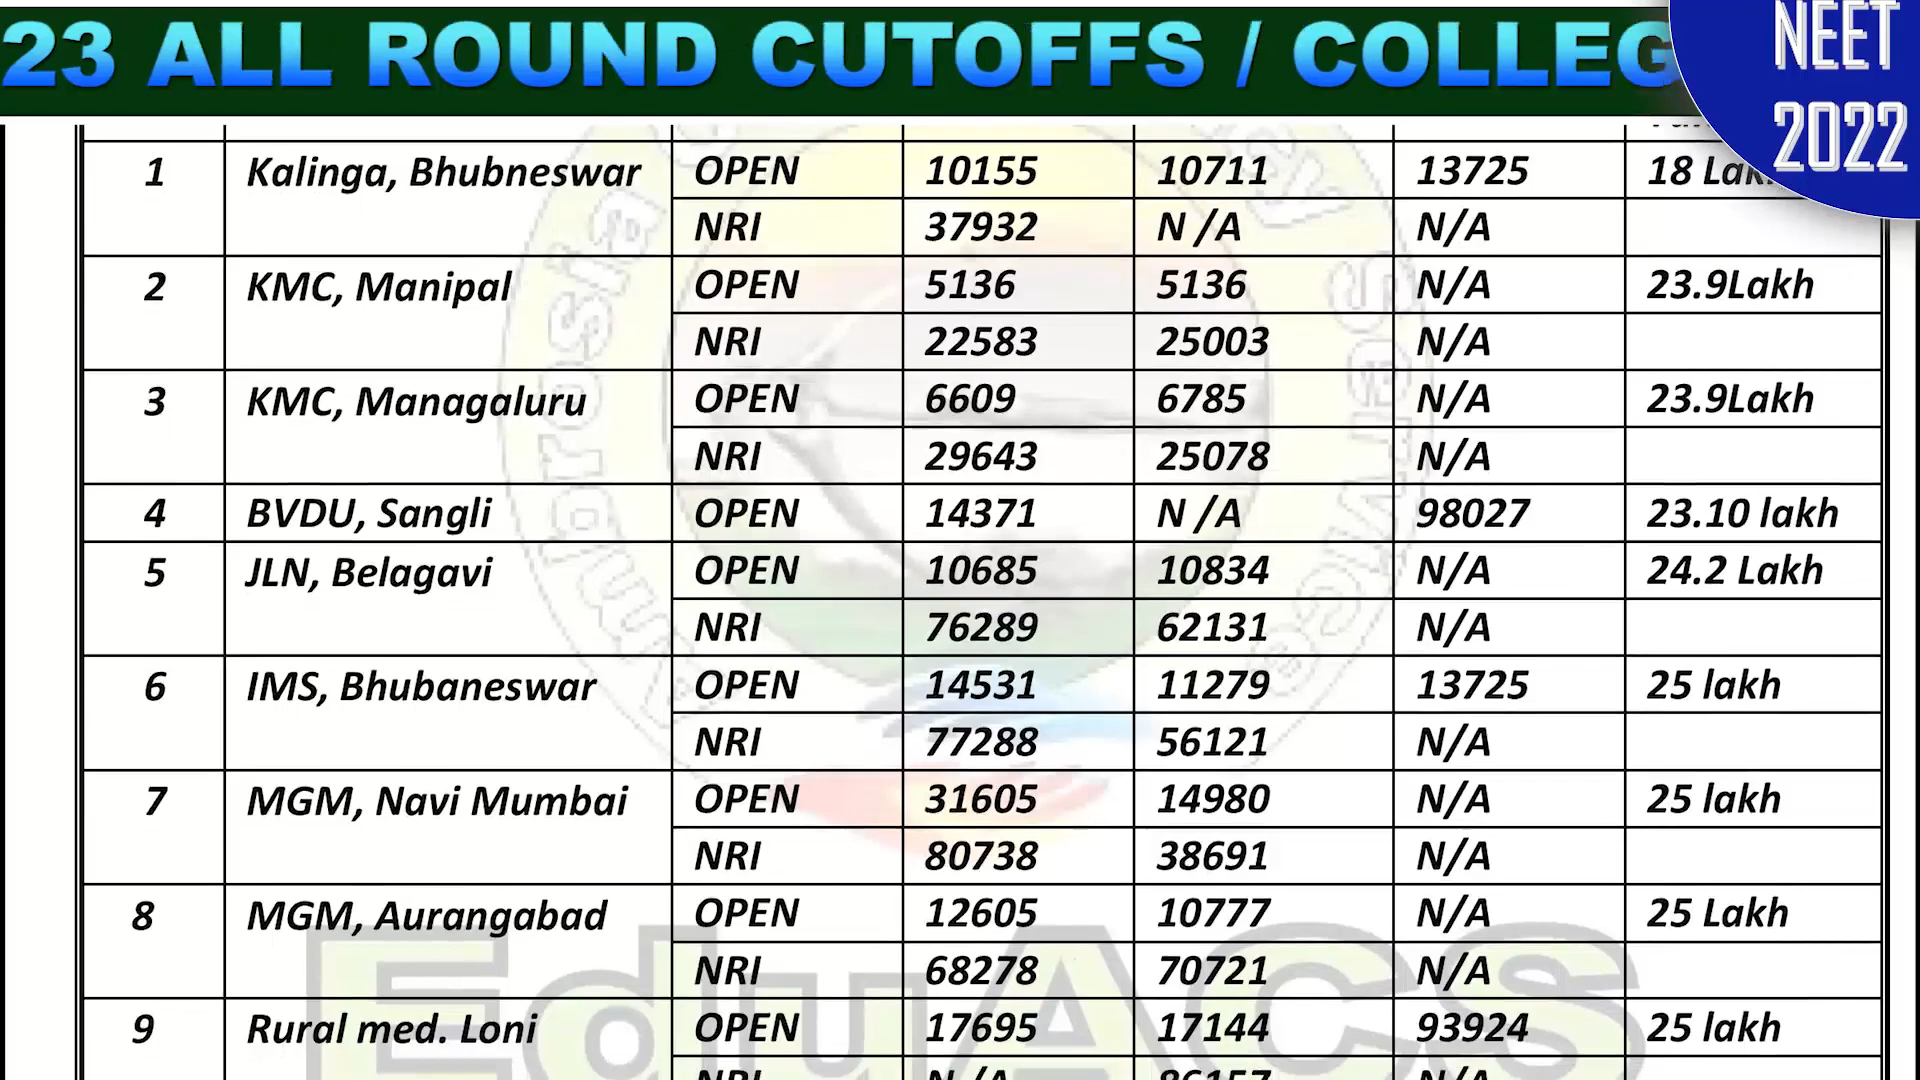 23 ALL ROUND CUTOFFS / COLLEG
NEET
2022
1 Kalinga, Bhubneswar OPEN 10155 10711 13725 18 Lak
NRI 37932 N /A N/A
2 KMC, Manipal OPEN 5136 5136 N/A 23.9Lakh
NRI 22583 25003 N/A
3 KMC, Managaluru OPEN 6609 6785 N/A 23.9Lakh
NRI 29643 25078 N/A
4 BVDU, Sangli OPEN 14371 N /A 98027 23.10 lakh
5 JLN, Belagavi OPEN 10685 10834 N/A 24.2 Lakh
NRI 76289 62131 N/A
6 IMS, Bhubaneswar OPEN 14531 11279 13725 25 lakh
NRI 77288 56121 N/A
7 MGM, Navi Mumbai OPEN 31605 14980 N/A 25 lakh
NRI 80738 38691 N/A
8 MGM, Aurangabad OPEN 12605 10777 N/A 25 Lakh
NRI 68278 70721 N/A
9 Rural med. Loni OPEN 17695 17144 93924 25 lakh
NRI N /A 86157 N/A
EduACS